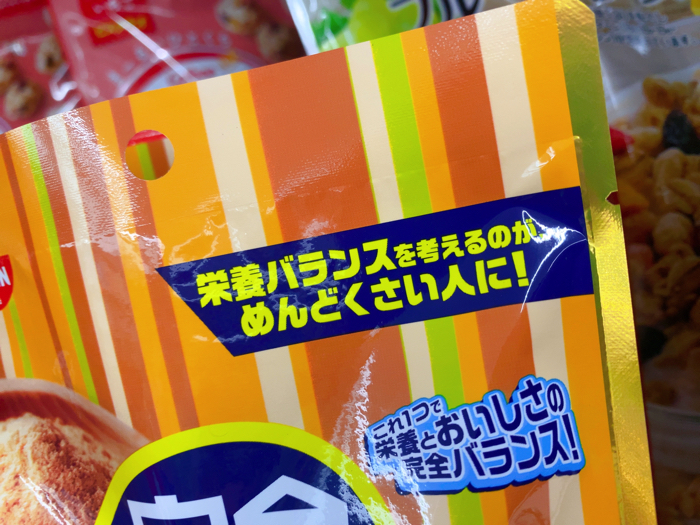 栄養バランスを考えるのが
めんどくさい人に!
これ1つで
栄養とおいしさの
完全バランス!